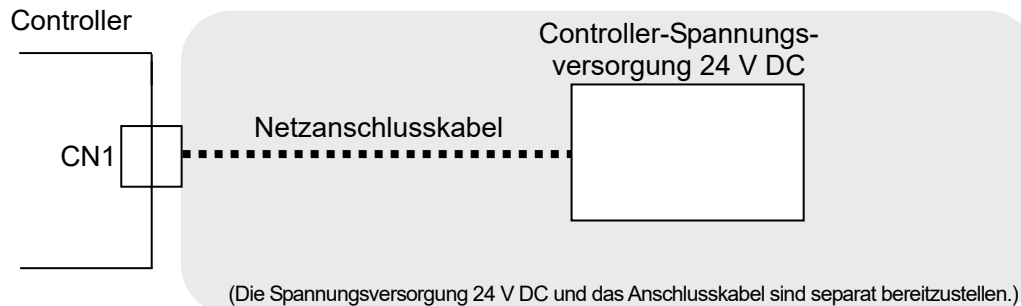 Controller
Controller-Spannungs-
versorgung 24 V DC
Netzanschlusskabel
CN1
(Die Spannungsversorgung 24 V DC und das Anschlusskabel sind separat bereitzustellen.)